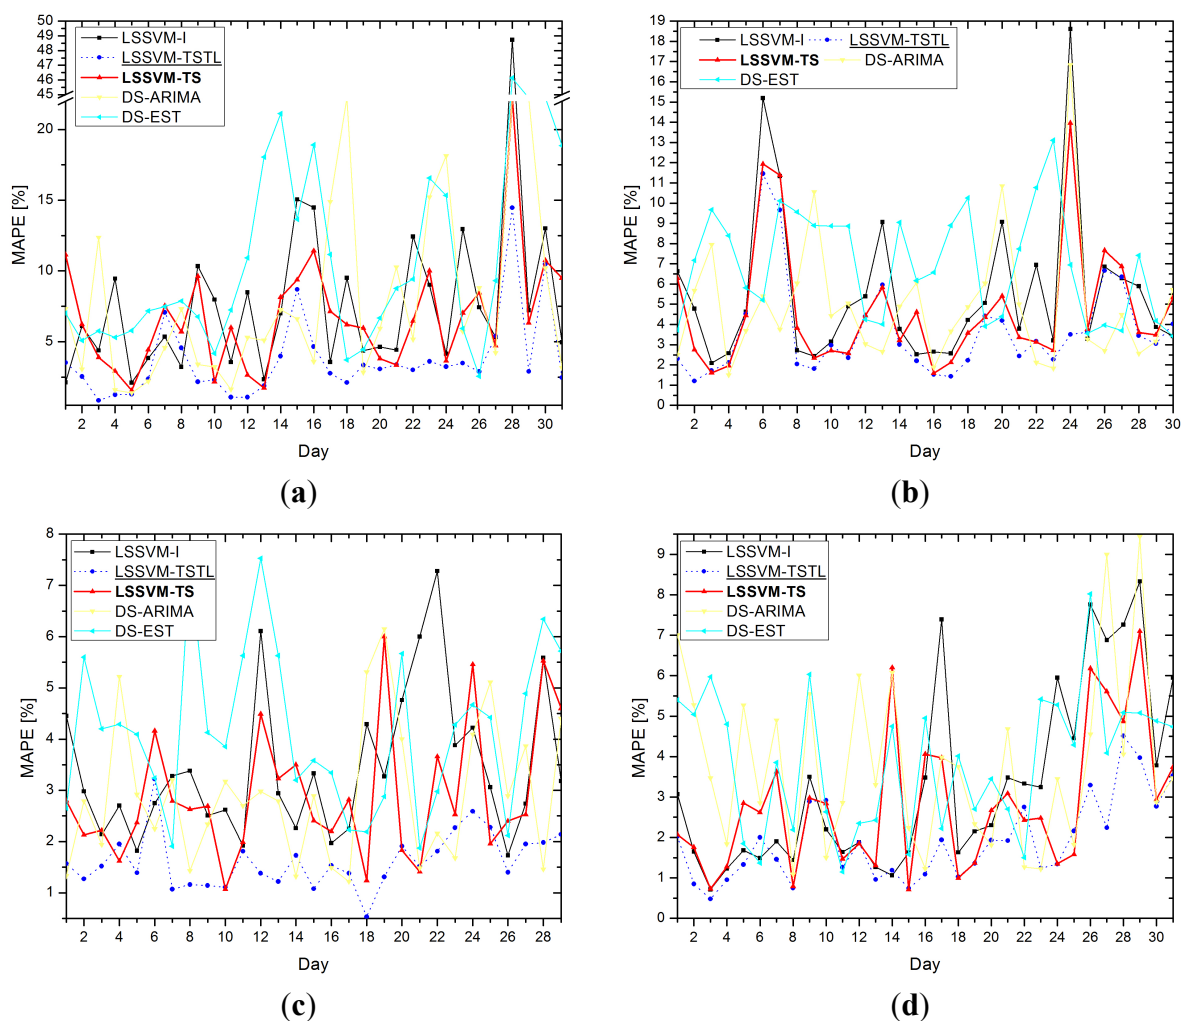 50
49
48
47
46
45
20
15
10
5
MAPE [%]
LSSVM-I
LSSVM-TSTL
LSSVM-TS
DS-ARIMA
DS-EST
2 4 6 8 10 12 14 16 18 20 22 24 26 28 30
Day
(a)
19
18
17
16
15
14
13
12
11
10
9
8
7
6
5
4
3
2
1
0
MAPE [%]
LSSVM-I LSSVM-TSTL
LSSVM-TS DS-ARIMA
DS-EST
2 4 6 8 10 12 14 16 18 20 22 24 26 28 30
Day
(b)
8
7
6
5
4
3
2
1
MAPE [%]
LSSVM-I
LSSVM-TSTL
LSSVM-TS
DS-ARIMA
DS-EST
2 4 6 8 10 12 14 16 18 20 22 24 26 28
Day
(c)
9
8
7
6
5
4
3
2
1
0
MAPE [%]
LSSVM-I
LSSVM-TSTL
LSSVM-TS
DS-ARIMA
DS-EST
2 4 6 8 10 12 14 16 18 20 22 24 26 28 30
Day
(d)